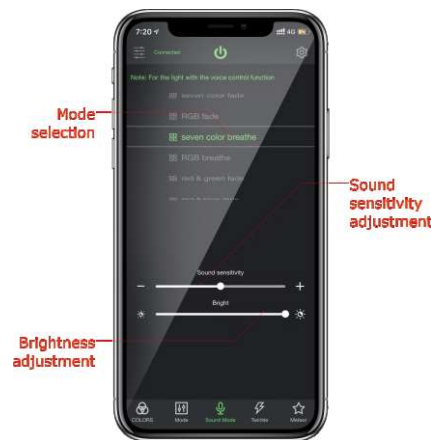 7:20
4G
Connected
Note: For the light with the voice control function
seven color fade
RGB fade
seven color breathe
RGB breathe
red & green fade
Mode
selection
Sound
sensitivity
adjustment
Sound sensitivity
Bright
Brightness
adjustment
COLORS
Mode
Sound Mode
Twinkle
Meteor